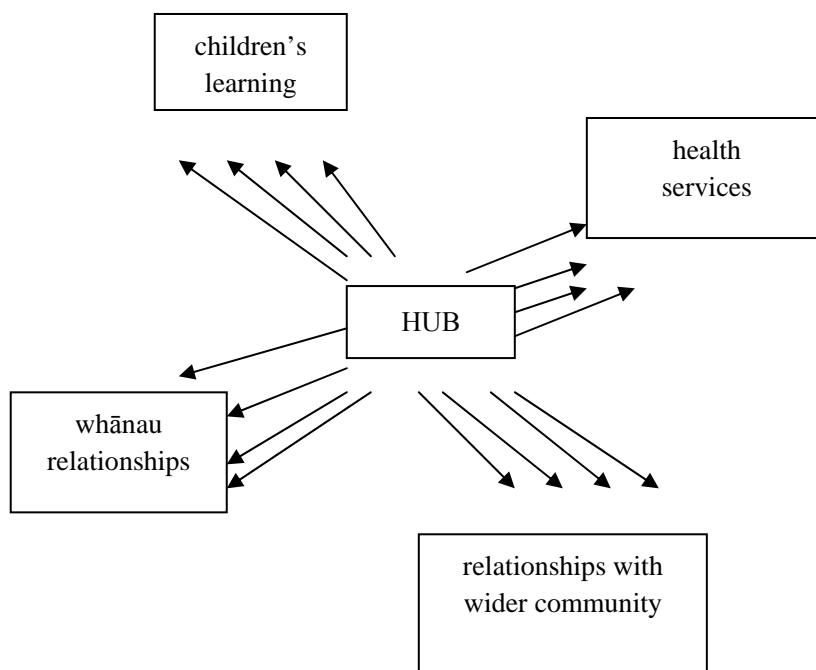 children’s
learning
health
services
HUB
whānau
relationships
relationships with
wider community